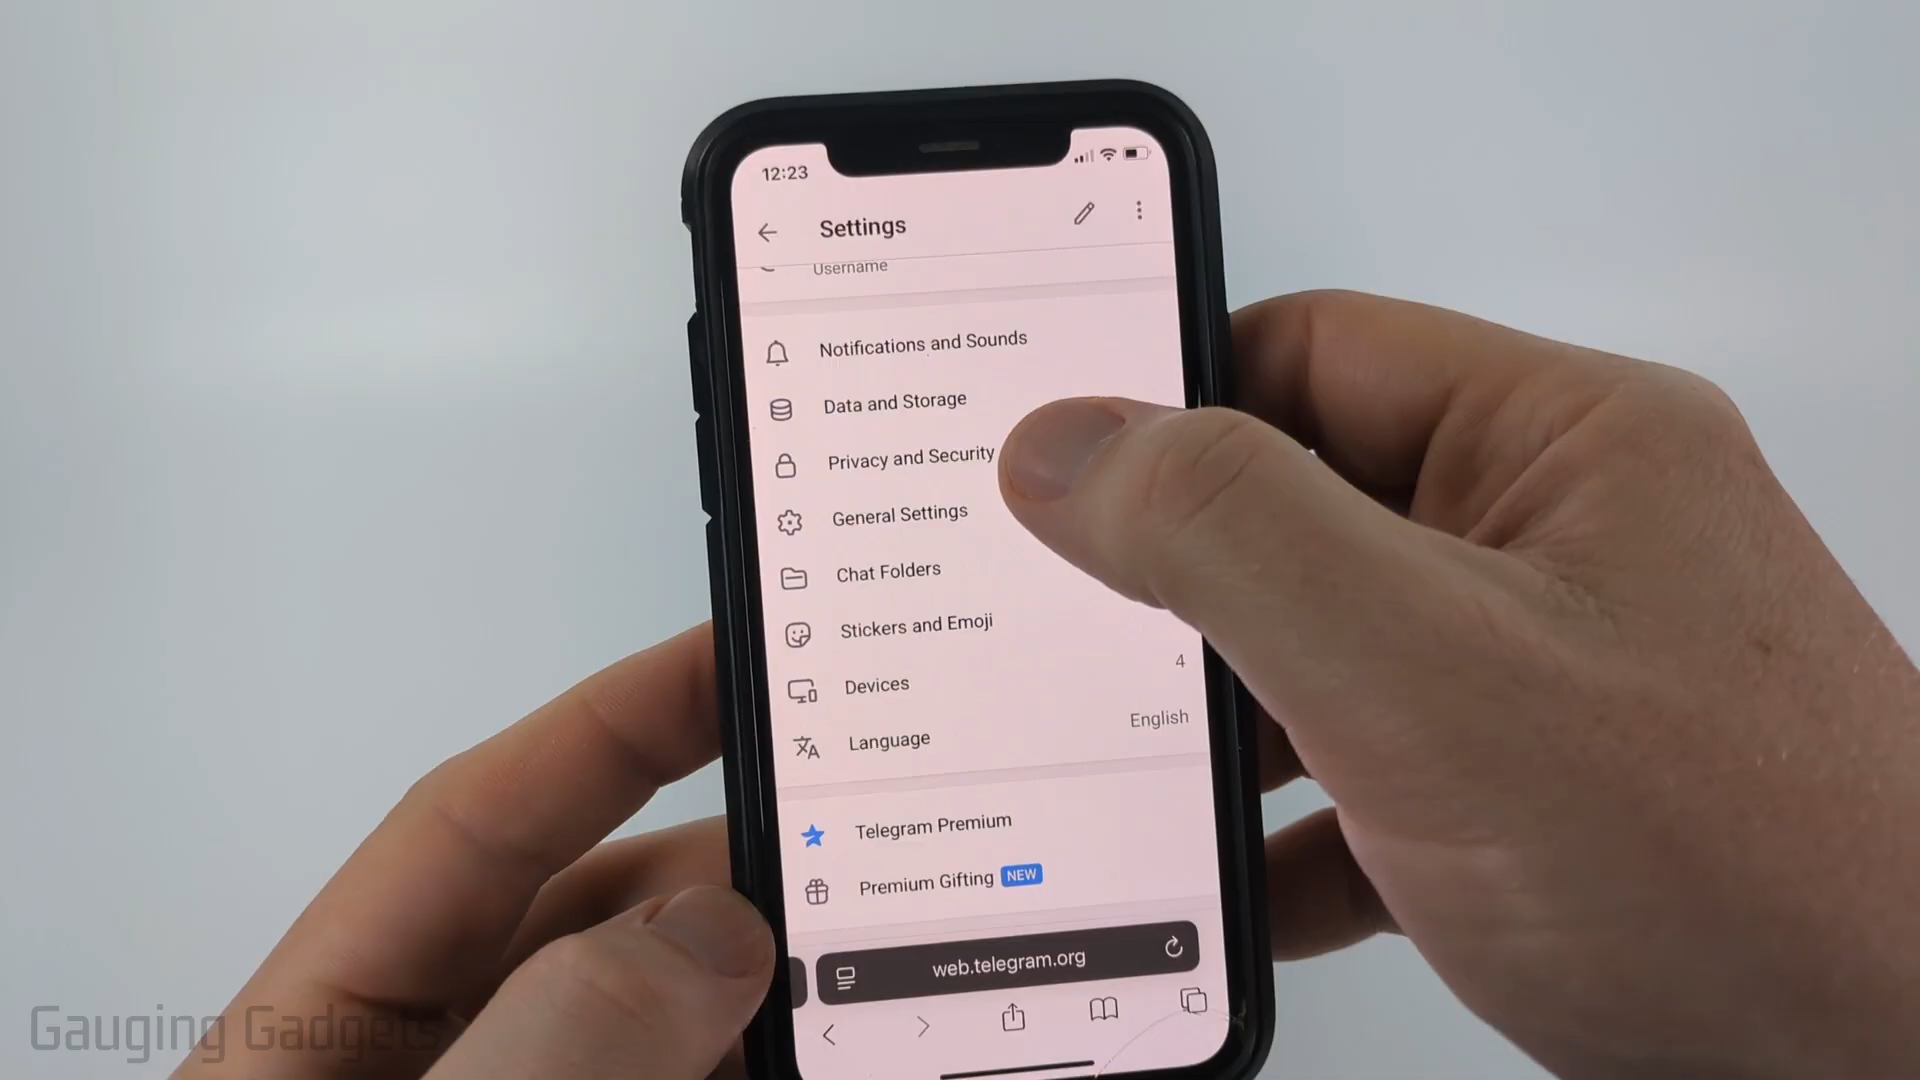 12:23
Settings
Username
Notifications and Sounds
Data and Storage
Privacy and Security
General Settings
Chat Folders
Stickers and Emoji
Devices 4
Language English
Telegram Premium
Premium Gifting NEW
web.telegram.org
Gauging Gadgets